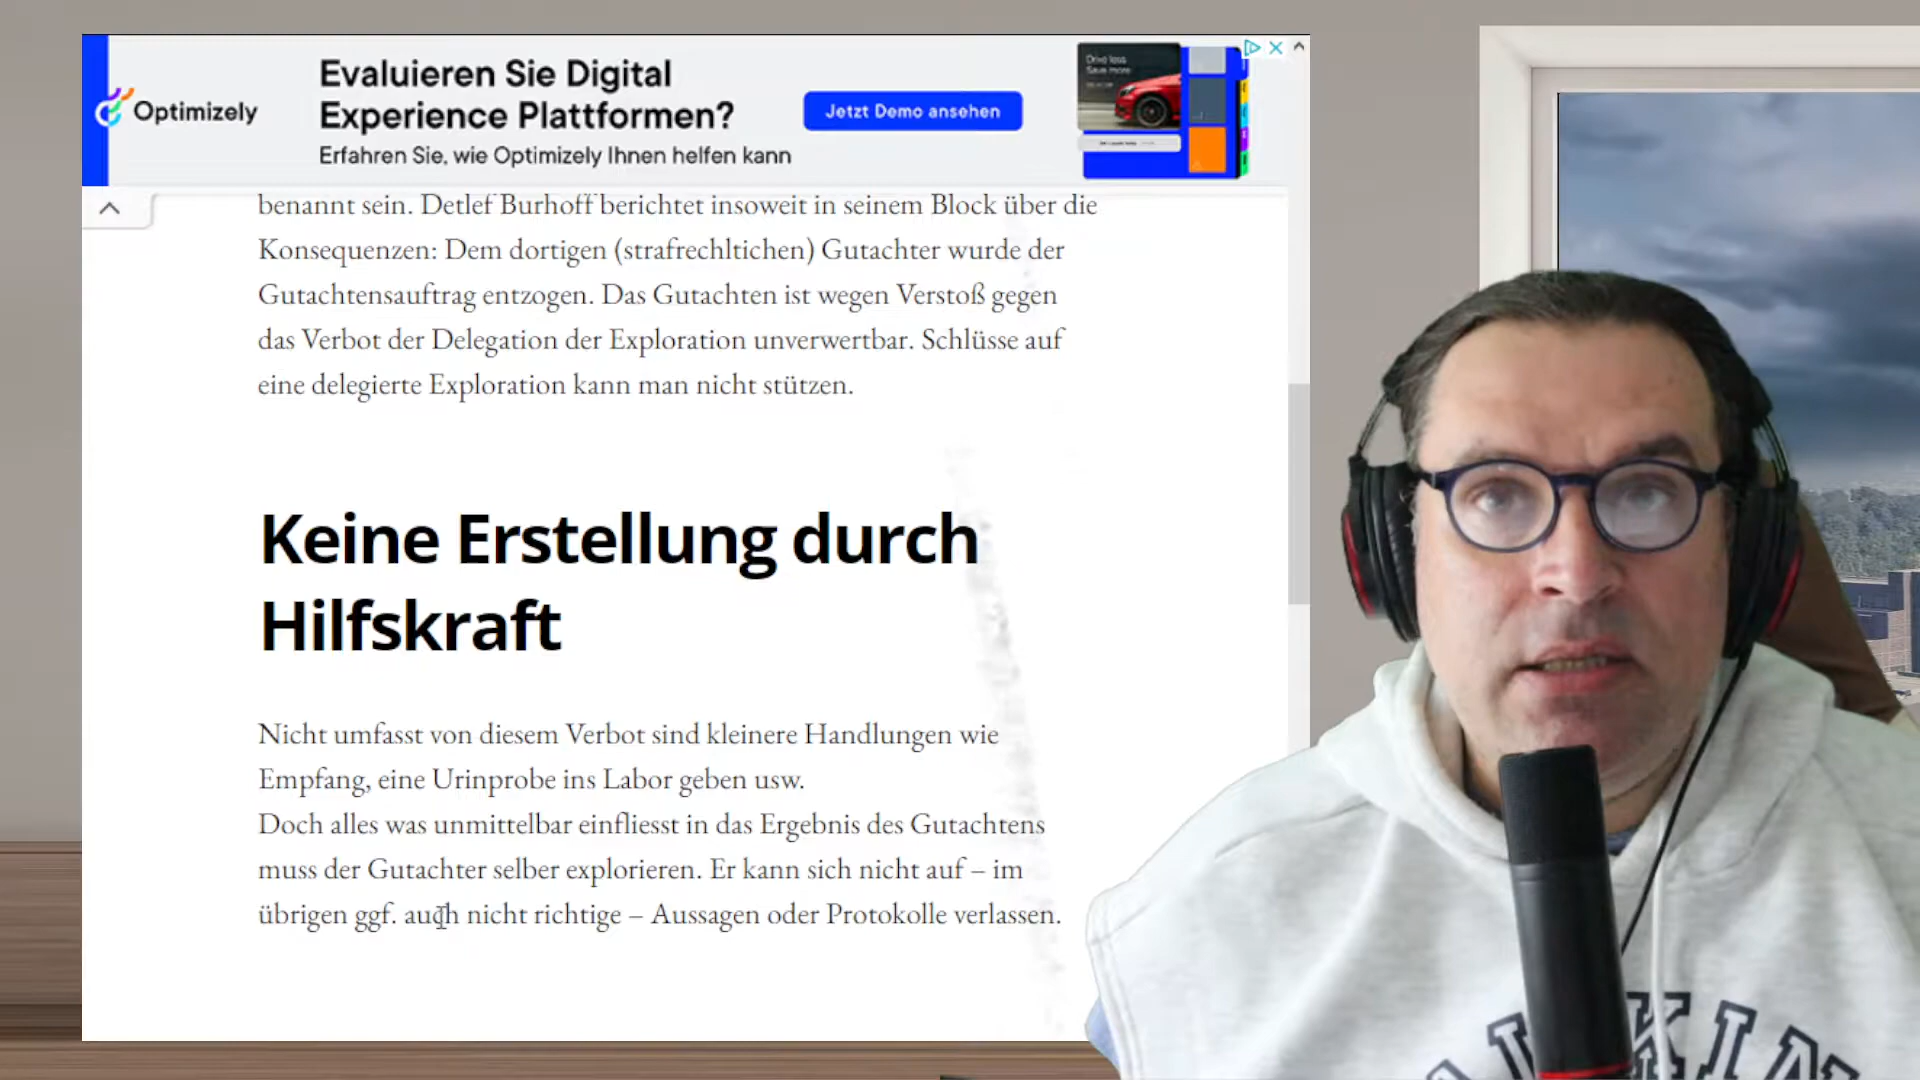 Optimizely
Evaluieren Sie Digital
Experience Plattformen?
Erfahren Sie, wie Optimizely Ihnen helfen kann
Jetzt Demo ansehen
Drive less
Save more
benannt sein. Detlef Burhoff berichtet insoweit in seinem Block über die
Konsequenzen: Dem dortigen (strafrechltichen) Gutachter wurde der
Gutachtensauftrag entzogen. Das Gutachten ist wegen Verstoß gegen
das Verbot der Delegation der Exploration unverwertbar. Schlüsse auf
eine delegierte Exploration kann man nicht stützen.
Keine Erstellung durch
Hilfskraft
Nicht umfasst von diesem Verbot sind kleinere Handlungen wie
Empfang, eine Urinprobe ins Labor geben usw.
Doch alles was unmittelbar einfliesst in das Ergebnis des Gutachtens
muss der Gutachter selber explorieren. Er kann sich nicht auf – im
übrigen ggf. auch nicht richtige – Aussagen oder Protokolle verlassen.